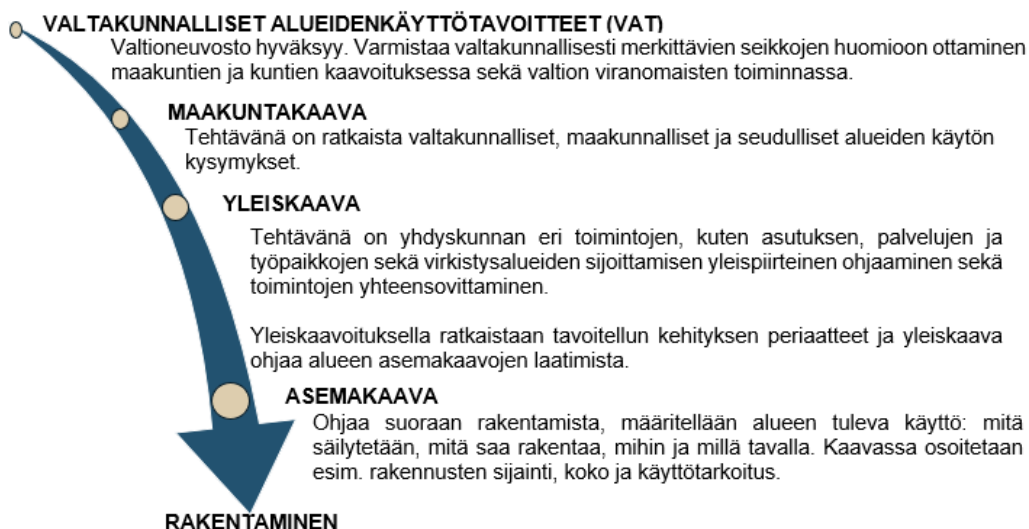 VALTAKUNNALLISET ALUEIDENKÄYTTÖTAVOITTEET (VAT)
Valtioneuvosto hyväksyy. Varmistaa valtakunnallisesti merkittävien seikkojen huomioon ottaminen
maakuntien ja kuntien kaavoituksessa sekä valtion viranomaisten toiminnassa.
MAAKUNTAKAAVA
Tehtävänä on ratkaista valtakunnalliset, maakunnalliset ja seudulliset alueiden käytön
kysymykset.
YLEISKAAVA
Tehtävänä on yhdyskunnan eri toimintojen, kuten asutuksen, palvelujen ja
työpaikkojen sekä virkistysalueiden sijoittamisen yleispiirteinen ohjaaminen sekä
toimintojen yhteensovittaminen.
Yleiskaavoituksella ratkaistaan tavoitellun kehityksen periaatteet ja yleiskaava
ohjaa alueen asemakaavojen laatimista.
ASEMAKAAVA
Ohjaa suoraan rakentamista, määritellään alueen tuleva käyttö: mitä
säilytetään, mitä saa rakentaa, mihin ja millä tavalla. Kaavassa osoitetaan
esim. rakennusten sijainti, koko ja käyttötarkoitus.
RAKENTAMINEN